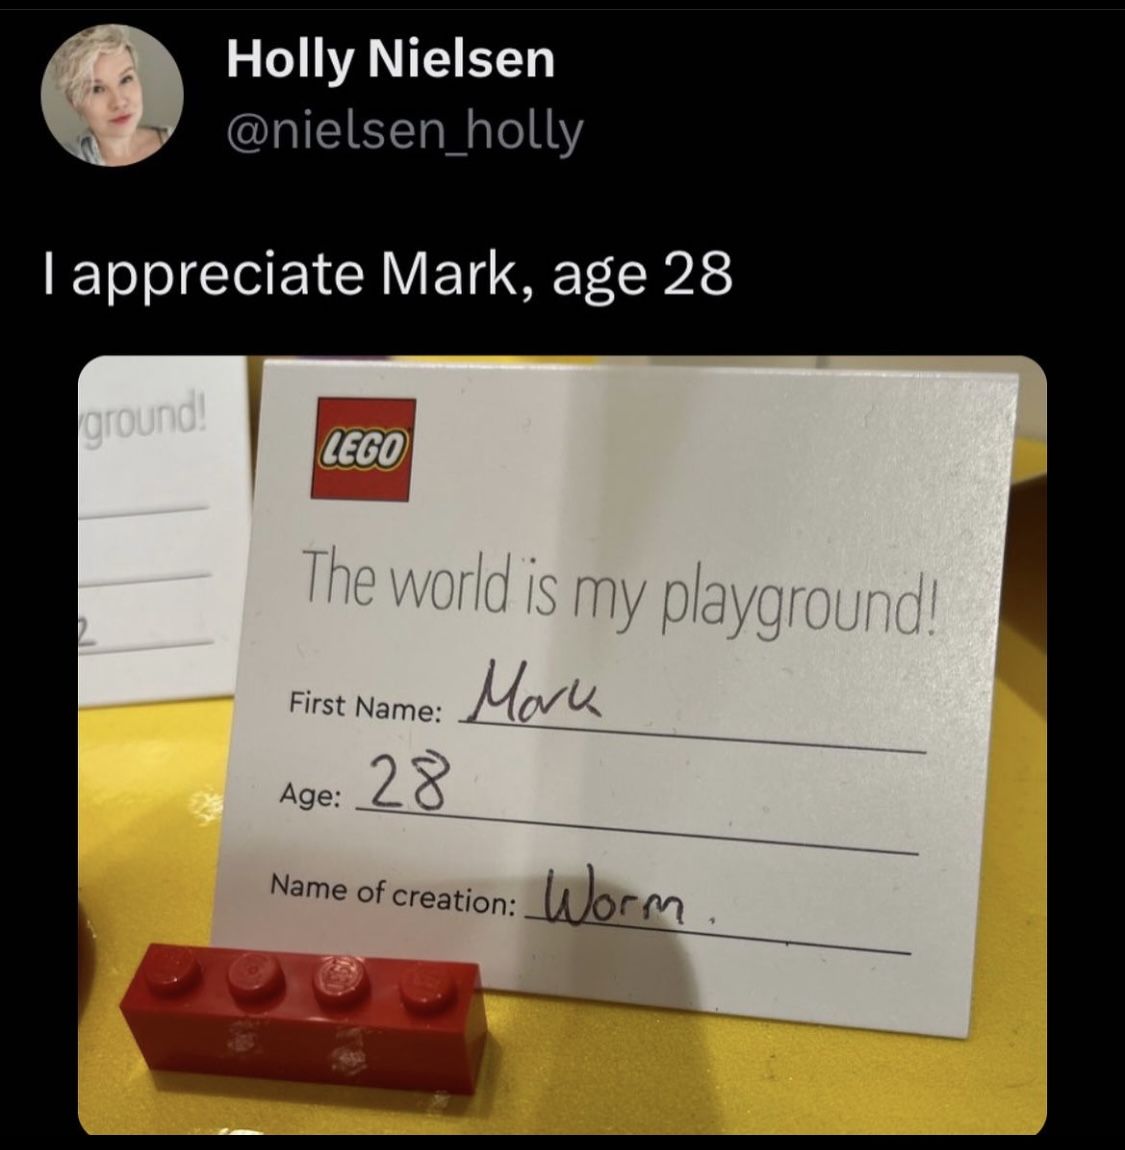 Holly Nielsen
@nielsen_holly
I appreciate Mark, age 28
ground!
2
LEGO
The world is my playground!
First Name: Mark
Age: 28
Name of creation: Worm.